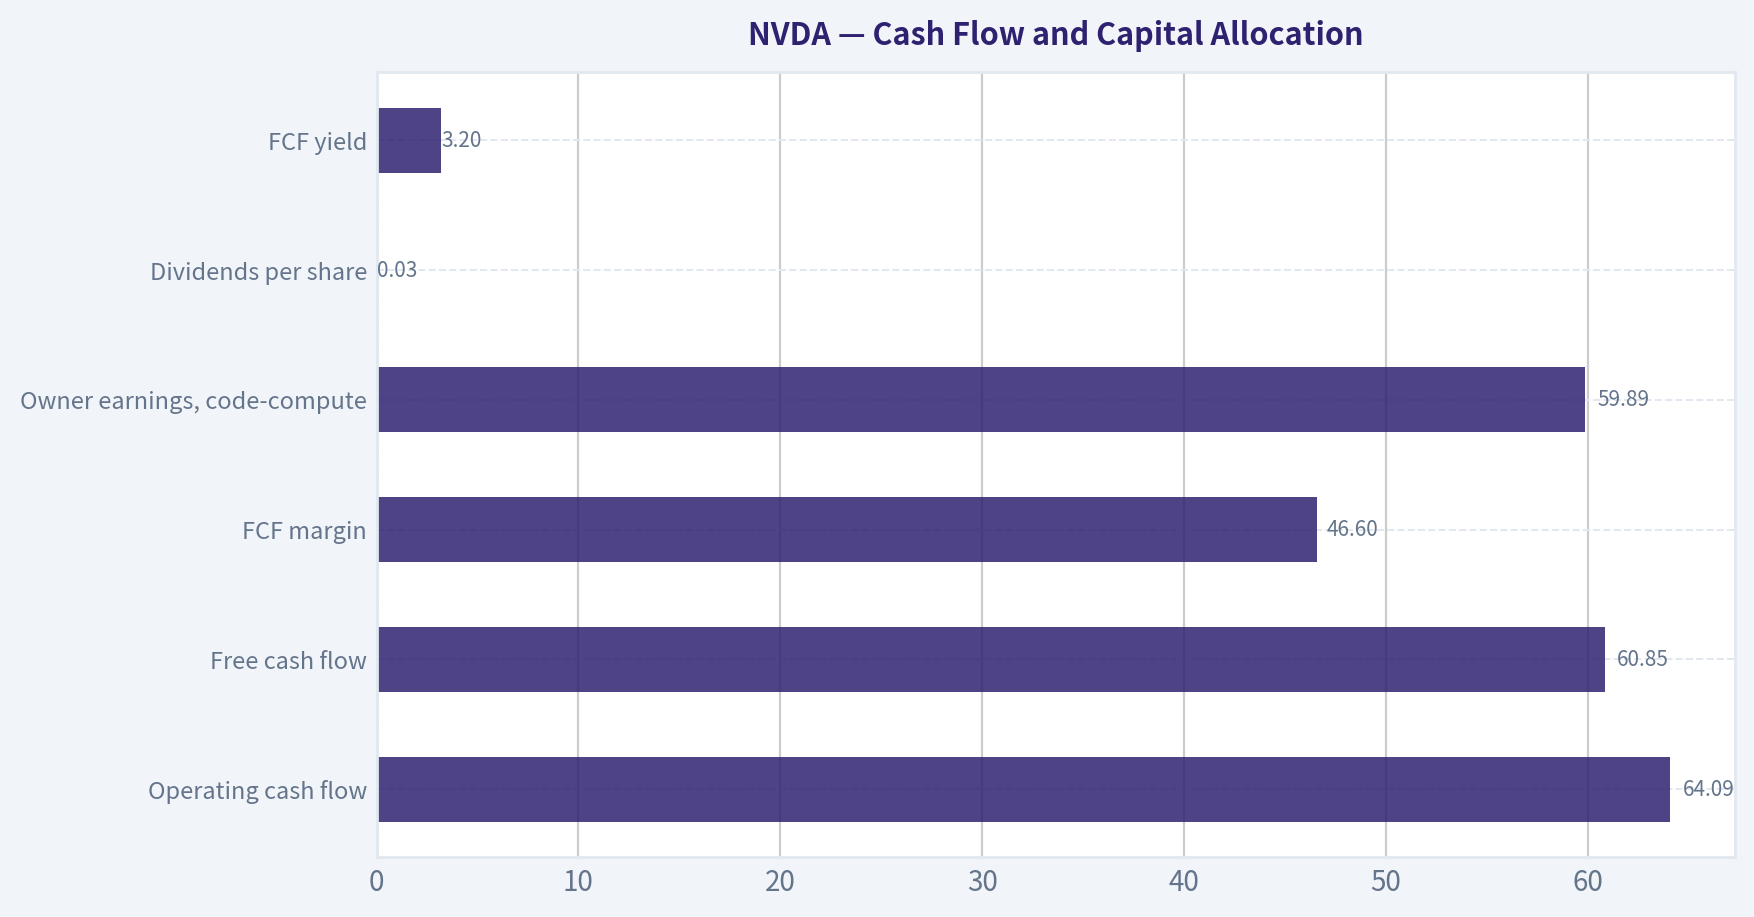 NVDA — Cash Flow and Capital Allocation
FCF yield 3.20
Dividends per share 0.03
Owner earnings, code-compute 59.89
FCF margin 46.60
Free cash flow 60.85
Operating cash flow 64.09
0 10 20 30 40 50 60